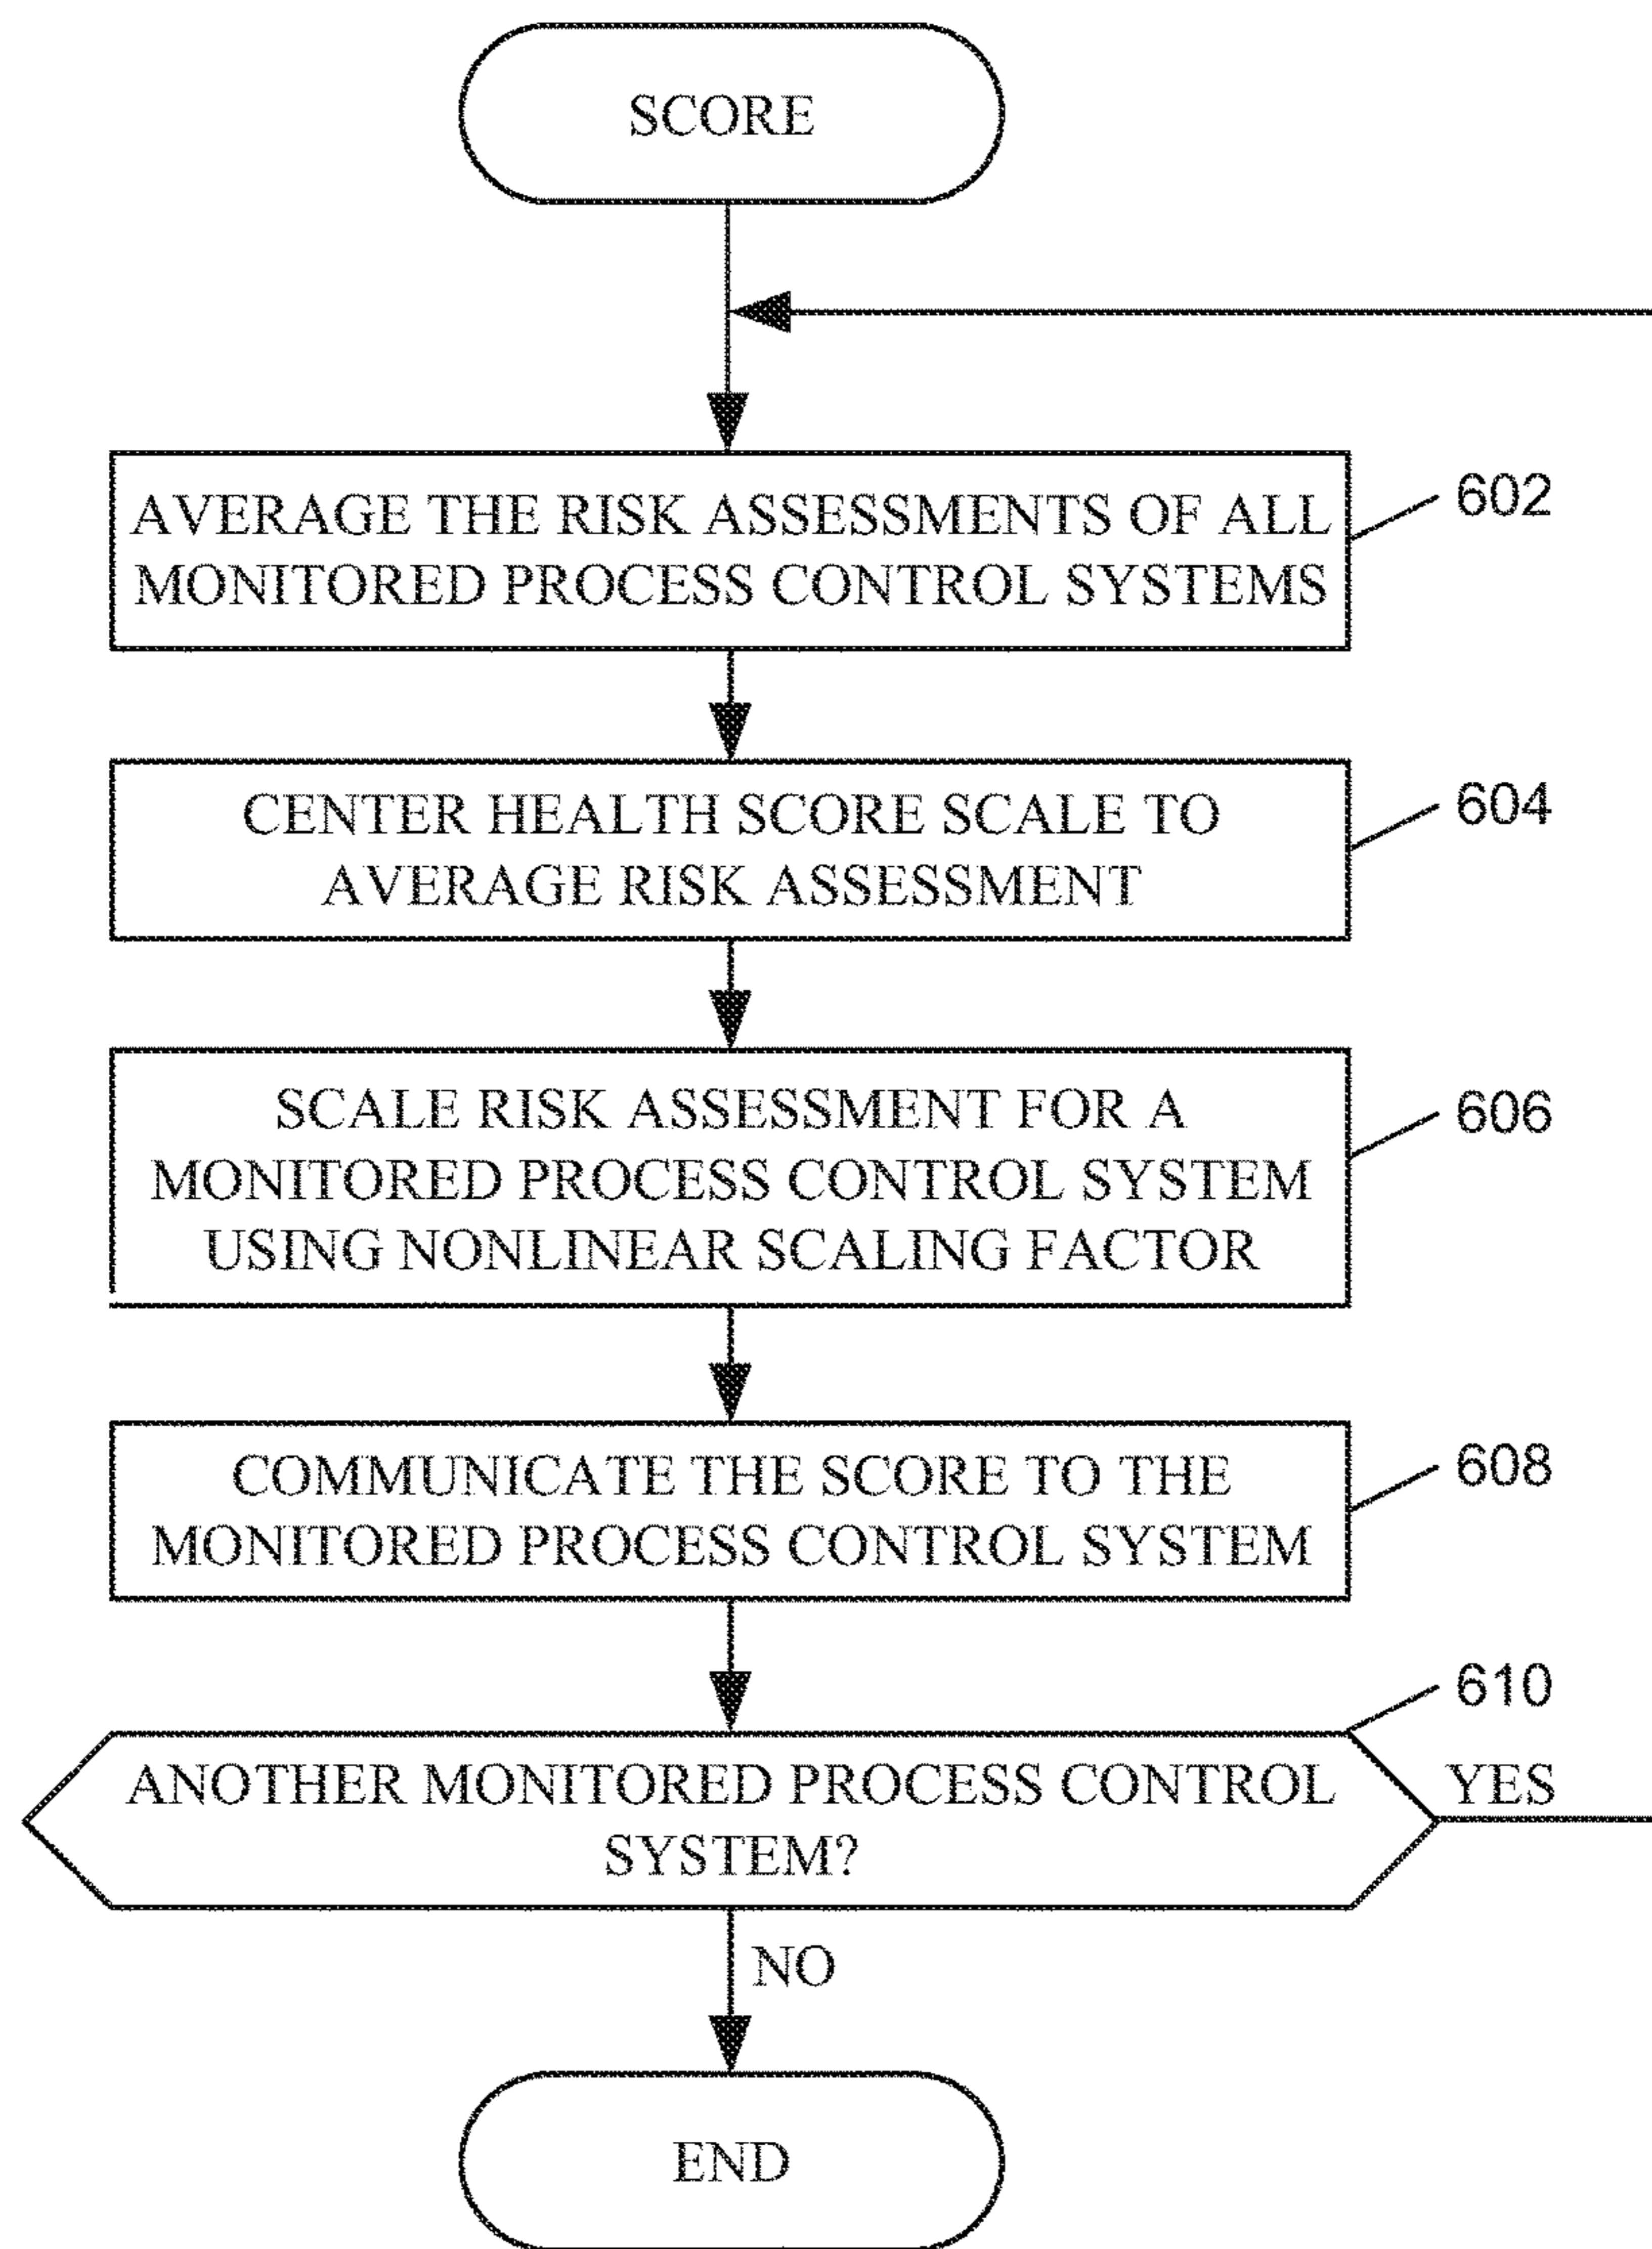 SCORE
AVERAGE THE RISK ASSESSMENTS OF ALL
MONITORED PROCESS CONTROL SYSTEMS
602
CENTER HEALTH SCORE SCALE TO
AVERAGE RISK ASSESSMENT
604
SCALE RISK ASSESSMENT FOR A
MONITORED PROCESS CONTROL SYSTEM
USING NONLINEAR SCALING FACTOR
606
COMMUNICATE THE SCORE TO THE
MONITORED PROCESS CONTROL SYSTEM
608
610
ANOTHER MONITORED PROCESS CONTROL
SYSTEM?
YES
NO
END